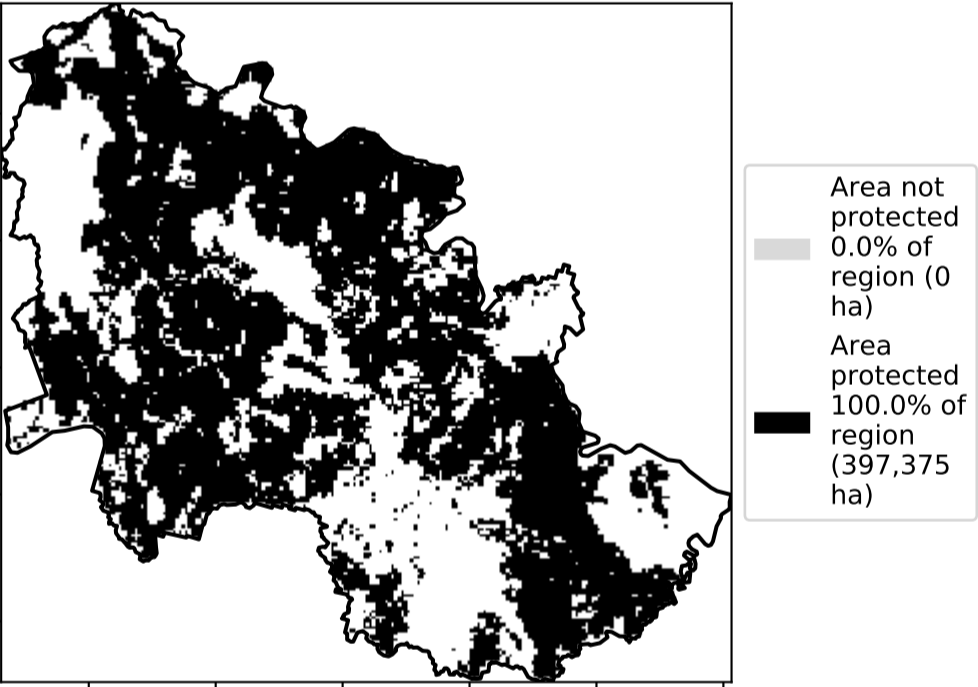 Area not
protected
0.0% of
region (0
ha)
Area
protected
100.0% of
region
(397,375
ha)